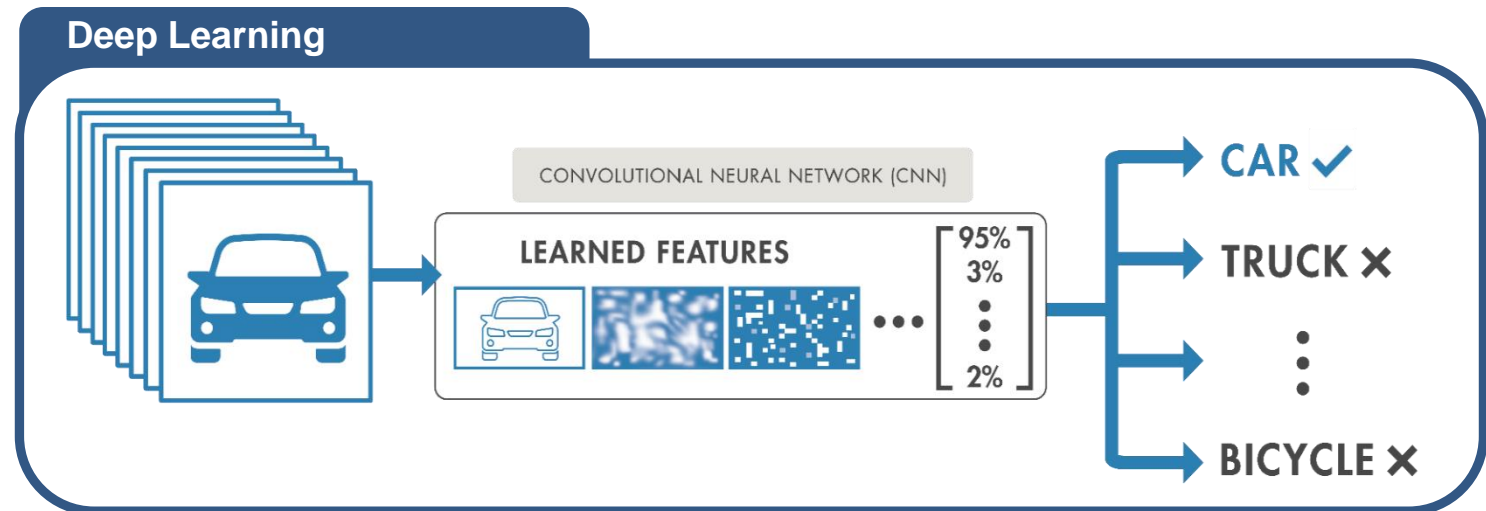 Deep Learning
CONVOLUTIONAL NEURAL NETWORK (CNN)
LEARNED FEATURES
95%
3%
2%
CAR ✓
TRUCK ×
BICYCLE ×